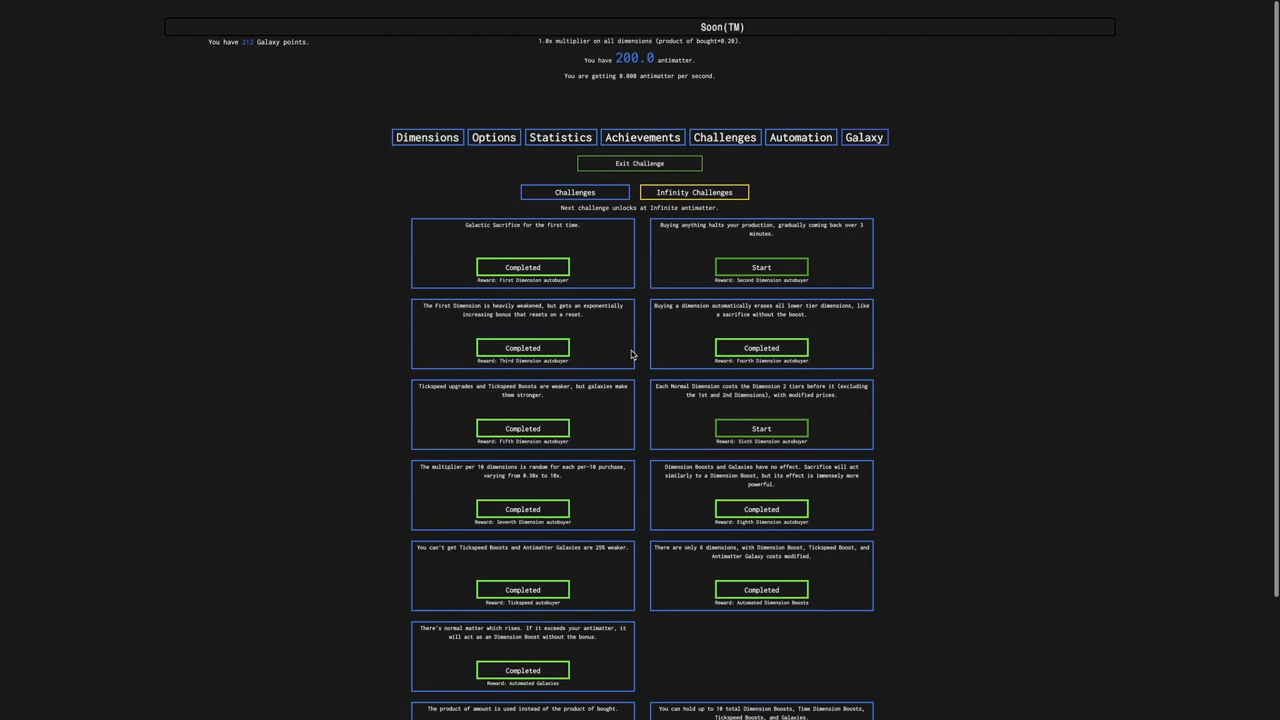 Soon(TM)
You have 212 Galaxy points.
1.0x multiplier on all dimensions (product of bought*0.20).
You have 200.0 antimatter.
You are getting 0.000 antimatter per second.
Dimensions Options Statistics Achievements Challenges Automation Galaxy
Exit Challenge
Challenges Infinity Challenges
Next challenge unlocks at Infinite antimatter.
Galactic Sacrifice for the first time.
Completed
Reward: First Dimension autobuyer
Buying anything halts your production, gradually coming back over 3
minutes.
Start
Reward: Second Dimension autobuyer
The First Dimension is heavily weakened, but gets an exponentially
increasing bonus that resets on a reset.
Completed
Reward: Third Dimension autobuyer
Buying a dimension automatically erases all lower tier dimensions, like
a sacrifice without the boost.
Completed
Reward: Fourth Dimension autobuyer
Tickspeed upgrades and Tickspeed Boosts are weaker, but galaxies make
them stronger.
Completed
Reward: Fifth Dimension autobuyer
Each Normal Dimension costs the Dimension 2 tiers before it (excluding
the 1st and 2nd Dimensions), with modified prices.
Start
Reward: Sixth Dimension autobuyer
The multiplier per 10 dimensions is random for each per-10 purchase,
varying from 0.30x to 10x.
Completed
Reward: Seventh Dimension autobuyer
Dimension Boosts and Galaxies have no effect. Sacrifice will act
similarly to a Dimension Boost, but its effect is immensely more
powerful.
Completed
Reward: Eighth Dimension autobuyer
You can't get Tickspeed Boosts and Antimatter Galaxies are 25% weaker.
Completed
Reward: Tickspeed autobuyer
There are only 6 dimensions, with Dimension Boost, Tickspeed Boost, and
Antimatter Galaxy costs modified.
Completed
Reward: Automated Dimension Boosts
There's normal matter which rises. If it exceeds your antimatter, it
will act as an Dimension Boost without the bonus.
Completed
Reward: Automated Galaxies
The product of amount is used instead of the product of bought.
You can hold up to 10 total Dimension Boosts, Time Dimension Boosts,
Tickspeed Boosts, and Galaxies.